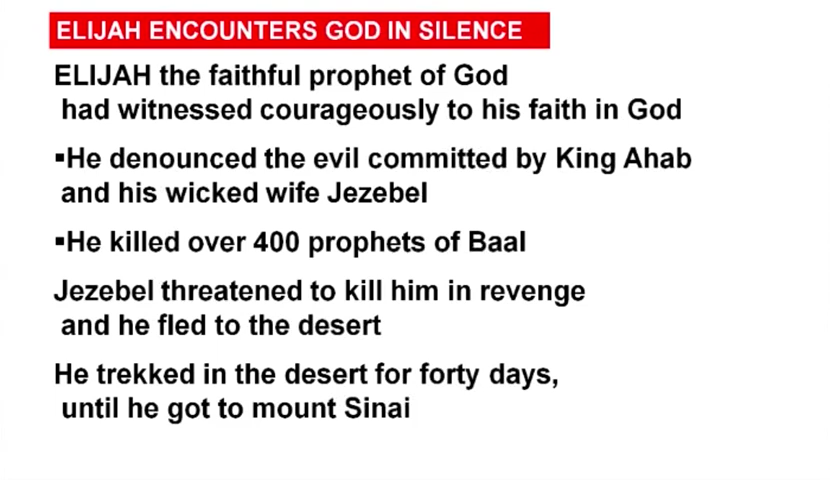 ELIJAH ENCOUNTERS GOD IN SILENCE
ELIJAH the faithful prophet of God
had witnessed courageously to his faith in God
▪He denounced the evil committed by King Ahab
and his wicked wife Jezebel
▪He killed over 400 prophets of Baal
Jezebel threatened to kill him in revenge
and he fled to the desert
He trekked in the desert for forty days,
until he got to mount Sinai